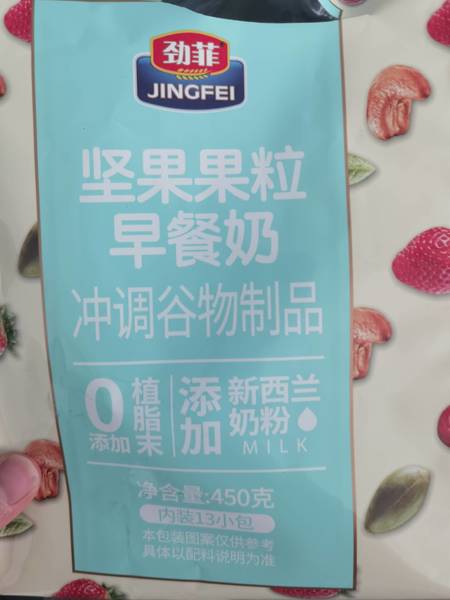 劲菲
JINGFEI
坚果果粒
早餐奶
冲调谷物制品
0
添加
植脂末
添加
新西兰
奶粉
MILK
净含量:450克
内装13小包
本包装图案仅供参考
具体以配料说明为准